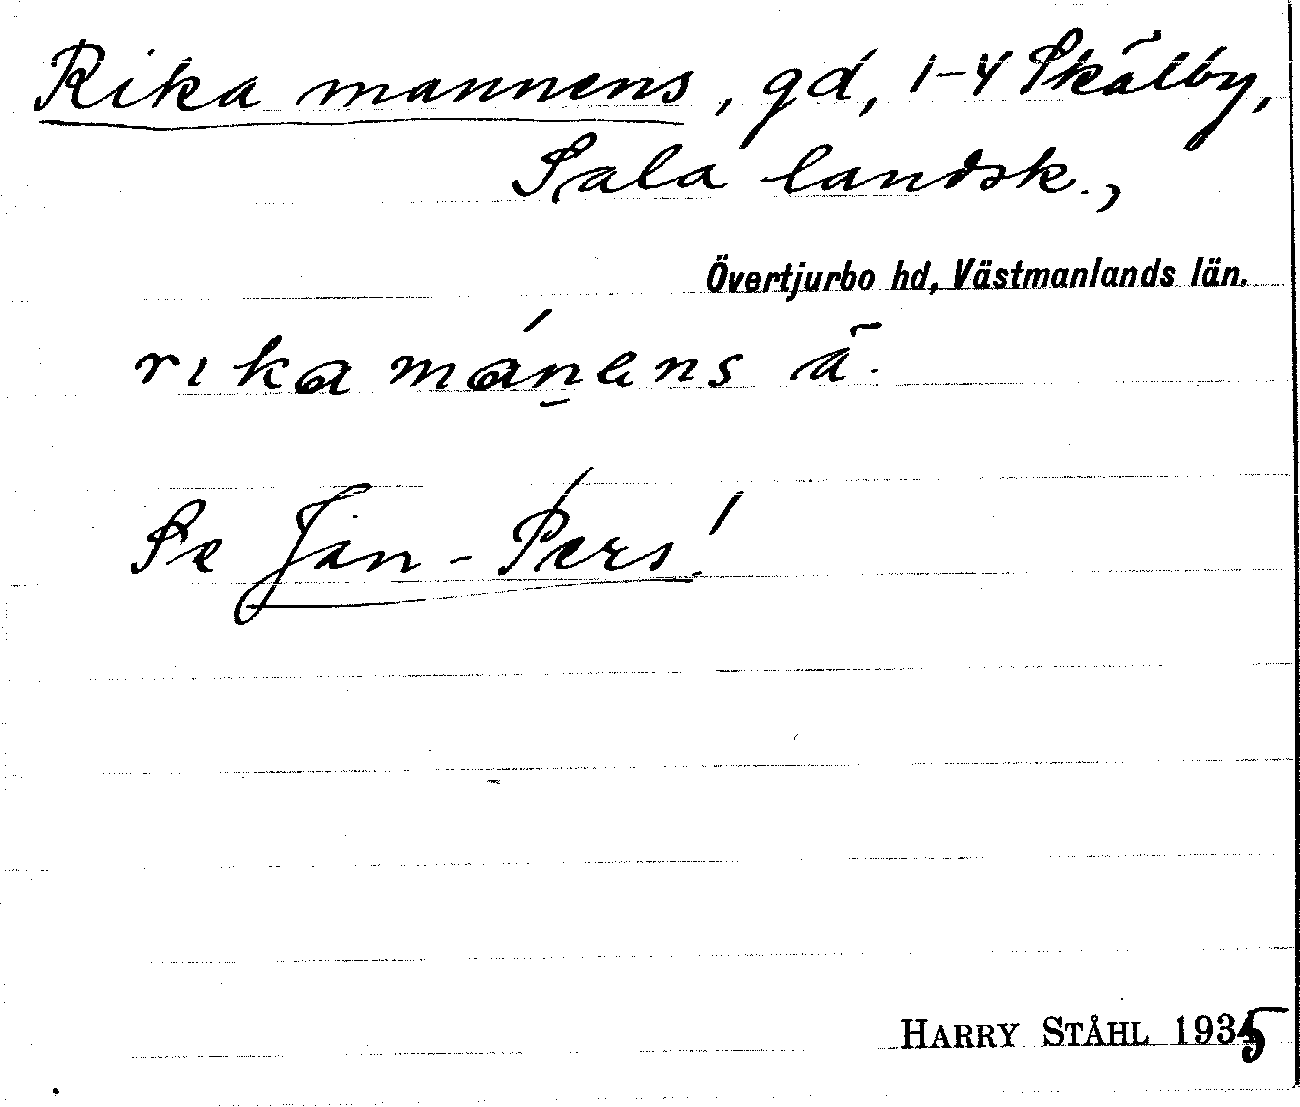 Rika mannens, gd, 1-4 Skälby,
Sala landsk.,
Övertjurbo hd, Västmanlands län.
rika mánens ä.
Se Jan-Pers!
HARRY STÅHL 1935